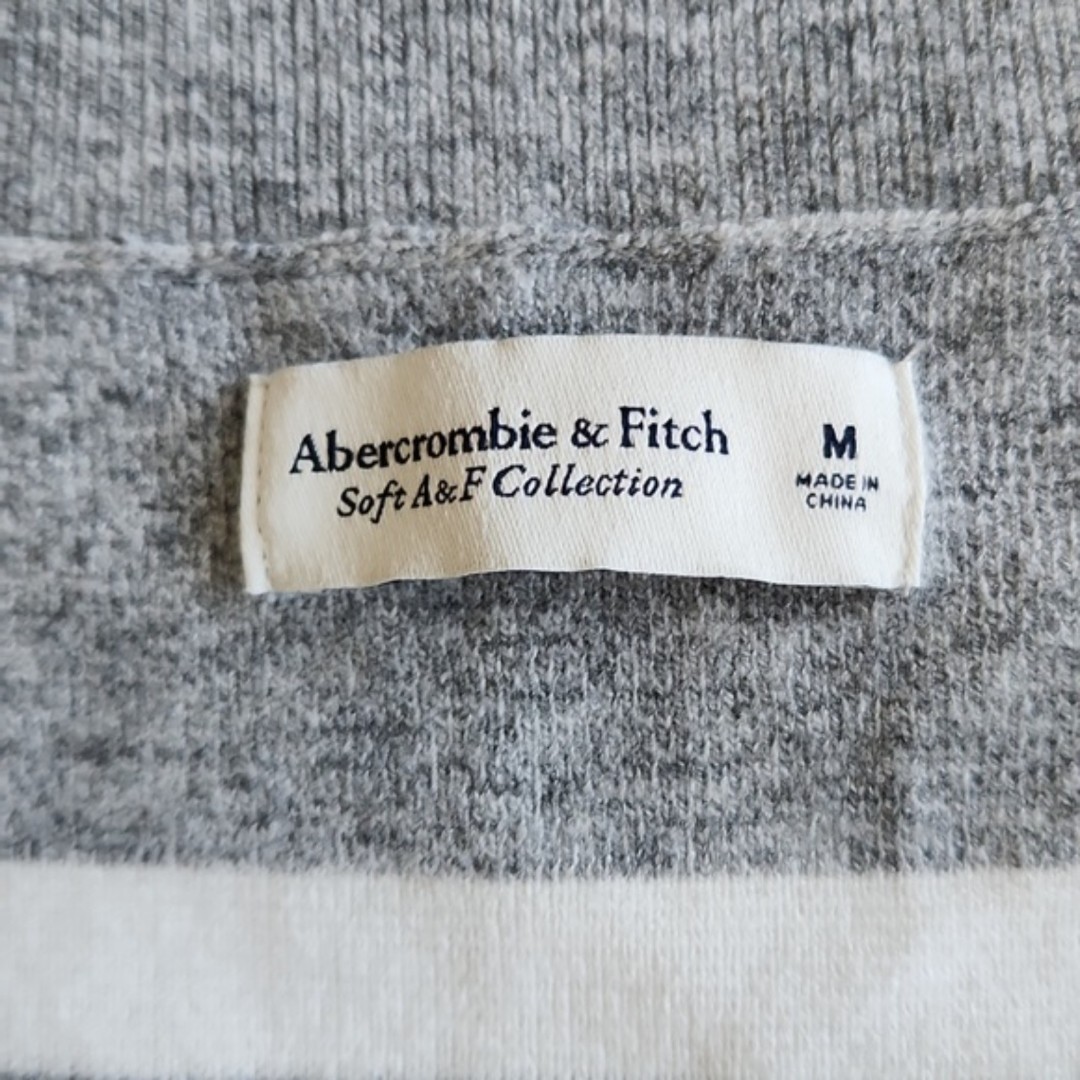 Abercrombie & Fitch
Soft A&F Collection
M
MADE IN
CHINA